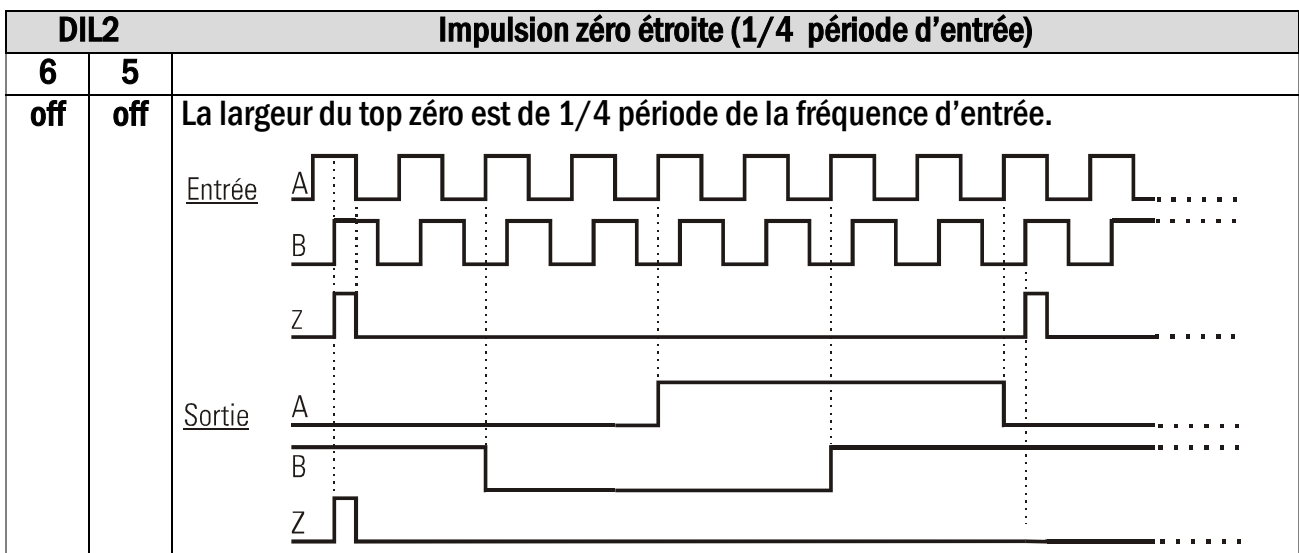 DIL2 Impulsion zéro étroite (1/4 période d’entrée)
6 5
off off La largeur du top zéro est de 1/4 période de la fréquence d’entrée.
Entrée A
B
Z
Sortie A
B
Z